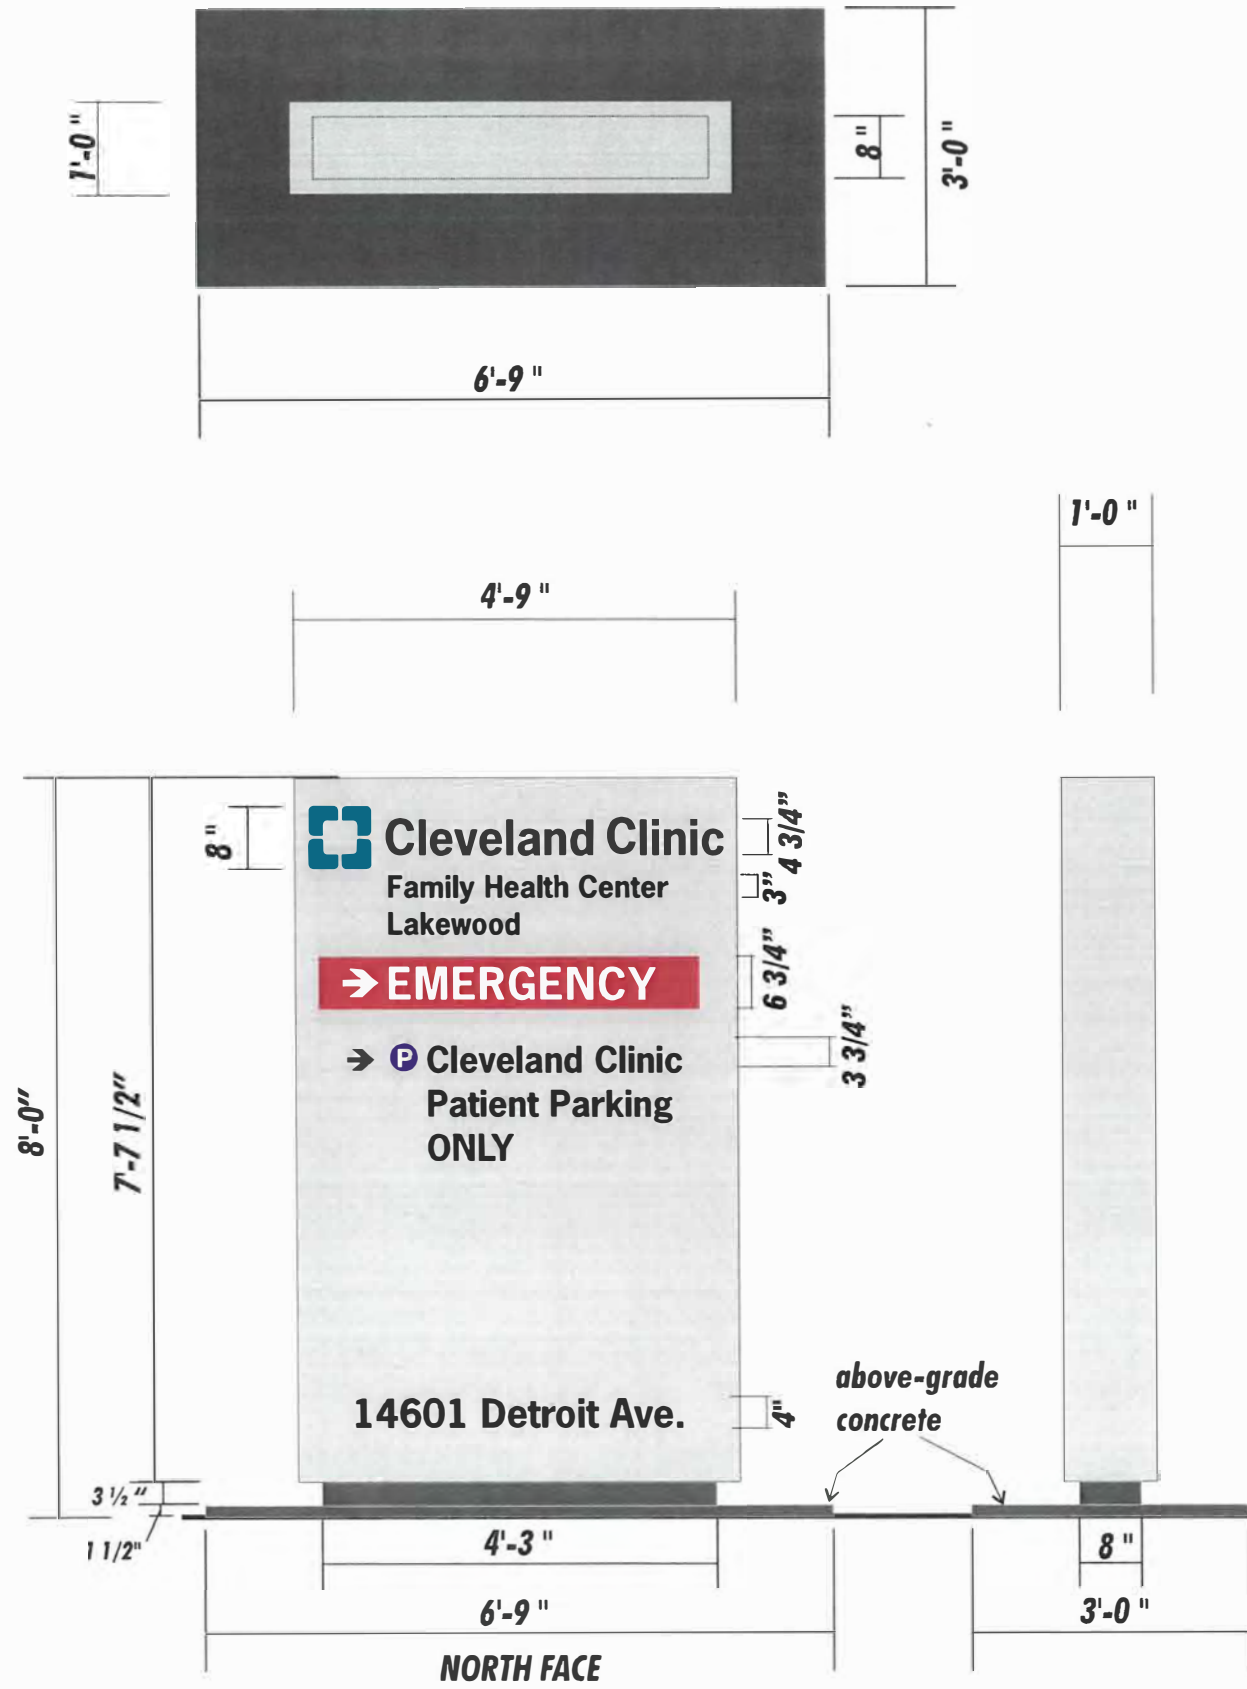 1'-0"
8"
3'-0"
6'-9"
1'-0"
4'-9"
8"
Cleveland Clinic
4 3/4"
Family Health Center
3"
Lakewood
EMERGENCY
6 3/4"
P Cleveland Clinic
3 3/4"
Patient Parking
ONLY
8'-0"
7'-7 1/2"
above-grade
concrete
14601 Detroit Ave.
4"
3 ½"
1 1/2"
4'-3"
8"
6'-9"
3'-0"
NORTH FACE